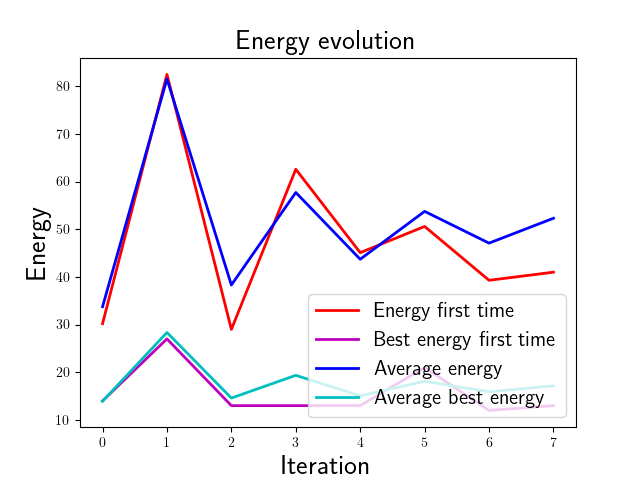 Energy evolution
Energy
80
70
60
50
40
30
20
10
Energy first time
Best energy first time
Average energy
Average best energy
0 1 2 3 4 5 6 7
Iteration